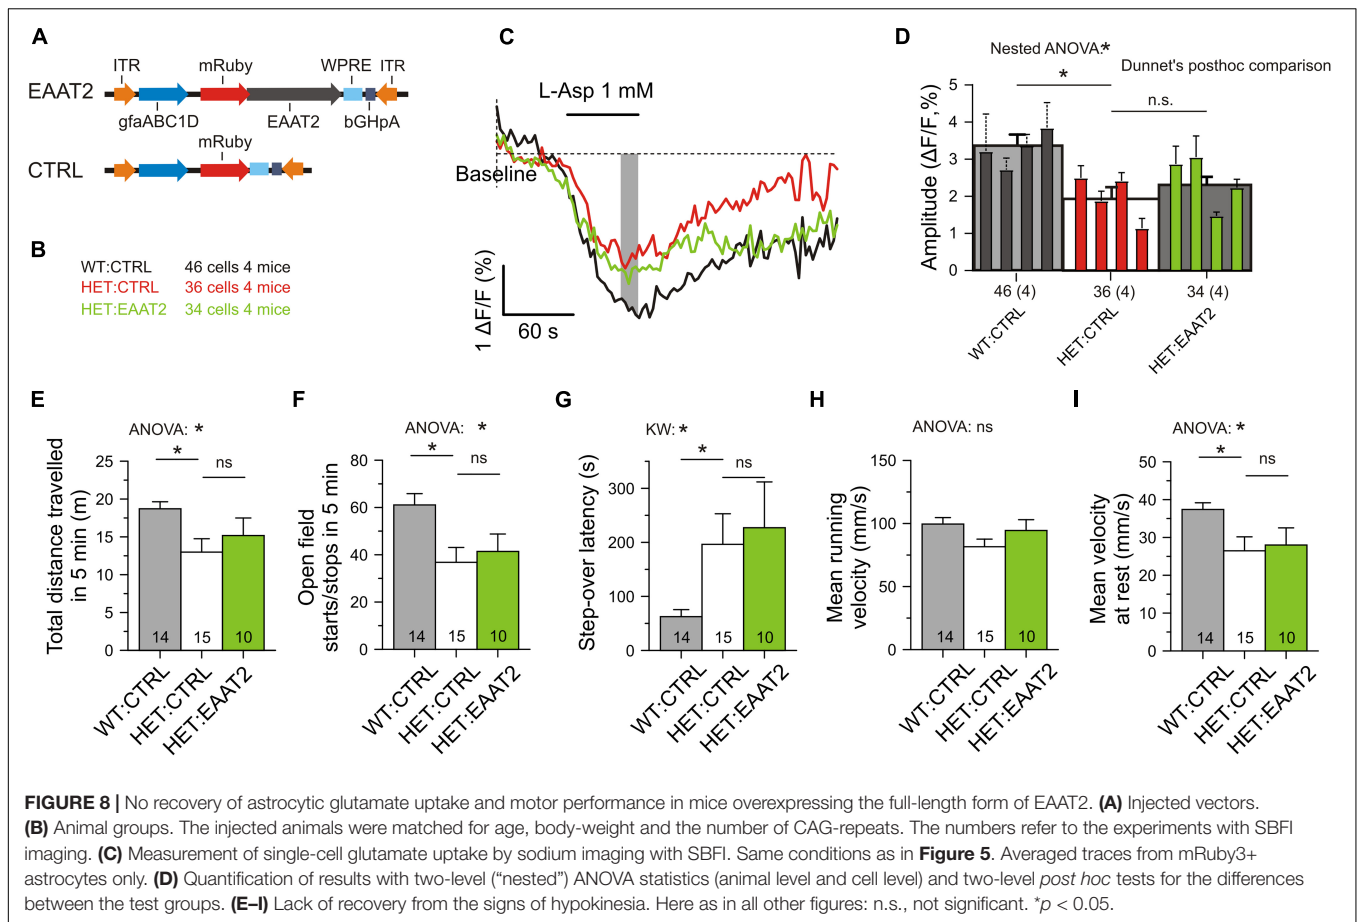 A
ITR mRuby WPRE ITR
EAAT2
gfaABC1D EAAT2 bGHpA
mRuby
CTRL
B
WT:CTRL 46 cells 4 mice
HET:CTRL 36 cells 4 mice
HET:EAAT2 34 cells 4 mice
C
L-Asp 1 mM
Baseline
1 ΔF/F (%)
60 s
D
Nested ANOVA:*
Dunnet's posthoc comparison
* n.s.
Amplitude (ΔF/F,%)
5
4
3
2
1
0
46 (4) 36 (4) 34 (4)
WT:CTRL HET:CTRL HET:EAAT2
E
ANOVA: *
* ns
Total distance travelled
in 5 min (m)
25
20
15
10
5
0
14 15 10
WT:CTRL HET:CTRL HET:EAAT2
F
ANOVA: *
* ns
Open field
starts/stops in 5 min
80
60
40
20
0
14 15 10
WT:CTRL HET:CTRL HET:EAAT2
G
KW: *
* ns
Step-over latency (s)
300
200
100
0
14 15 10
WT:CTRL HET:CTRL HET:EAAT2
H
ANOVA: ns
Mean running
velocity (mm/s)
150
100
50
0
14 15 10
WT:CTRL HET:CTRL HET:EAAT2
I
ANOVA: *
* ns
Mean velocity
at rest (mm/s)
50
40
30
20
10
0
14 15 10
WT:CTRL HET:CTRL HET:EAAT2
FIGURE 8 | No recovery of astrocytic glutamate uptake and motor performance in mice overexpressing the full-length form of EAAT2. (A) Injected vectors.
(B) Animal groups. The injected animals were matched for age, body-weight and the number of CAG-repeats. The numbers refer to the experiments with SBFI
imaging. (C) Measurement of single-cell glutamate uptake by sodium imaging with SBFI. Same conditions as in Figure 5. Averaged traces from mRuby3+
astrocytes only. (D) Quantification of results with two-level (“nested”) ANOVA statistics (animal level and cell level) and two-level post hoc tests for the differences
between the test groups. (E–I) Lack of recovery from the signs of hypokinesia. Here as in all other figures: n.s., not significant. *p < 0.05.